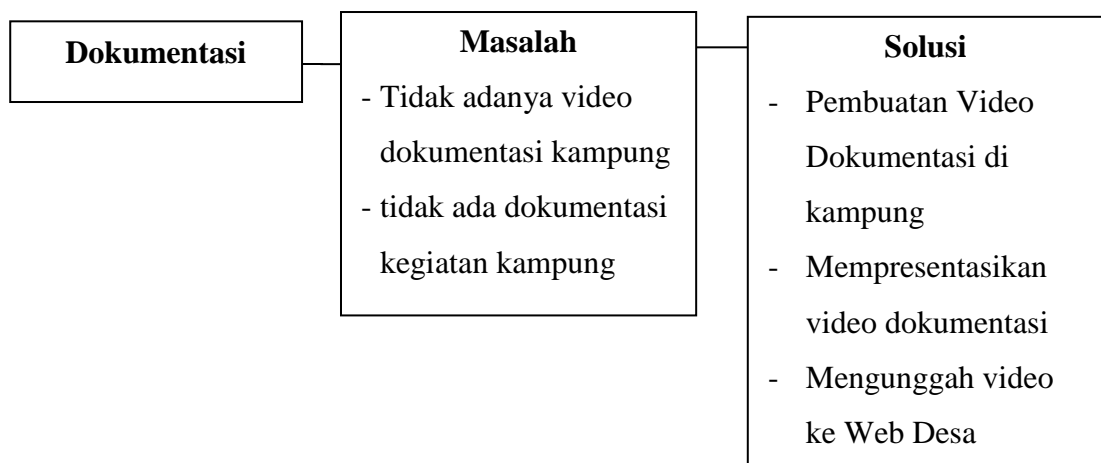 Dokumentasi
Masalah
- Tidak adanya video
dokumentasi kampung
- tidak ada dokumentasi
kegiatan kampung
Solusi
- Pembuatan Video
Dokumentasi di
kampung
- Mempresentasikan
video dokumentasi
- Mengunggah video
ke Web Desa